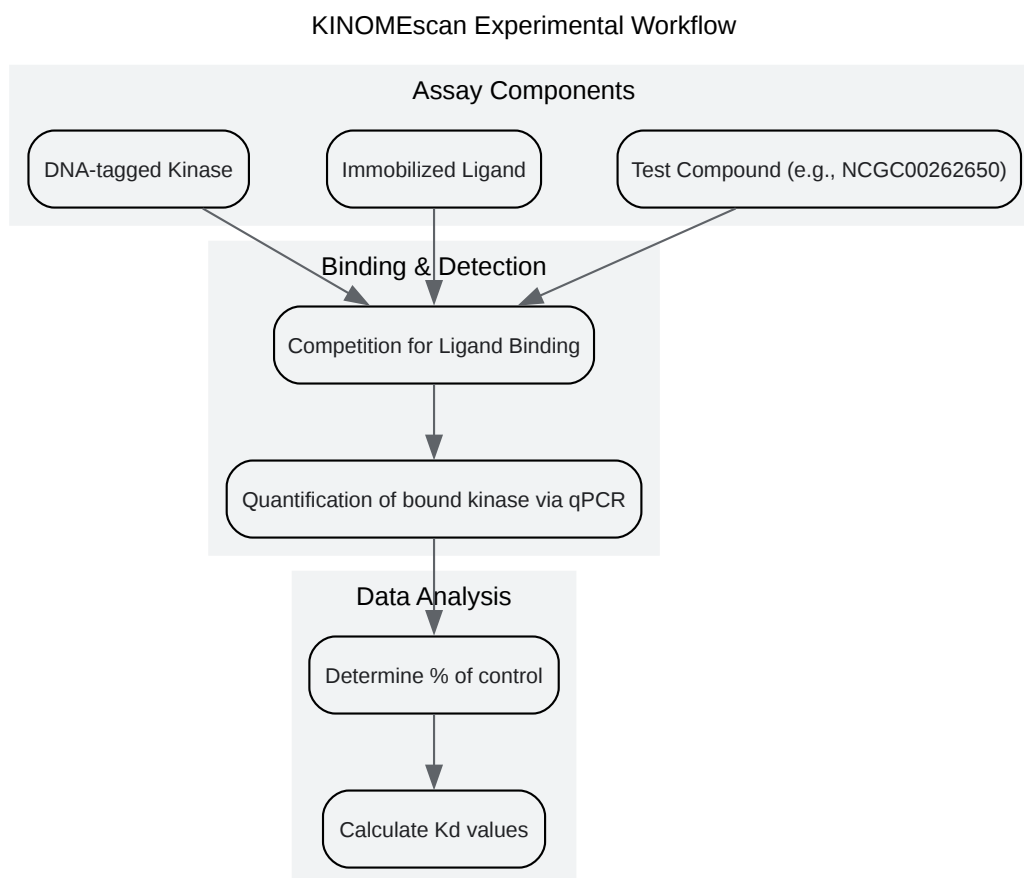 KINOMEscan Experimental Workflow
Assay Components
DNA-tagged Kinase
Immobilized Ligand
Test Compound (e.g., NCGC00262650)
Binding & Detection
Competition for Ligand Binding
Quantification of bound kinase via qPCR
Data Analysis
Determine % of control
Calculate Kd values